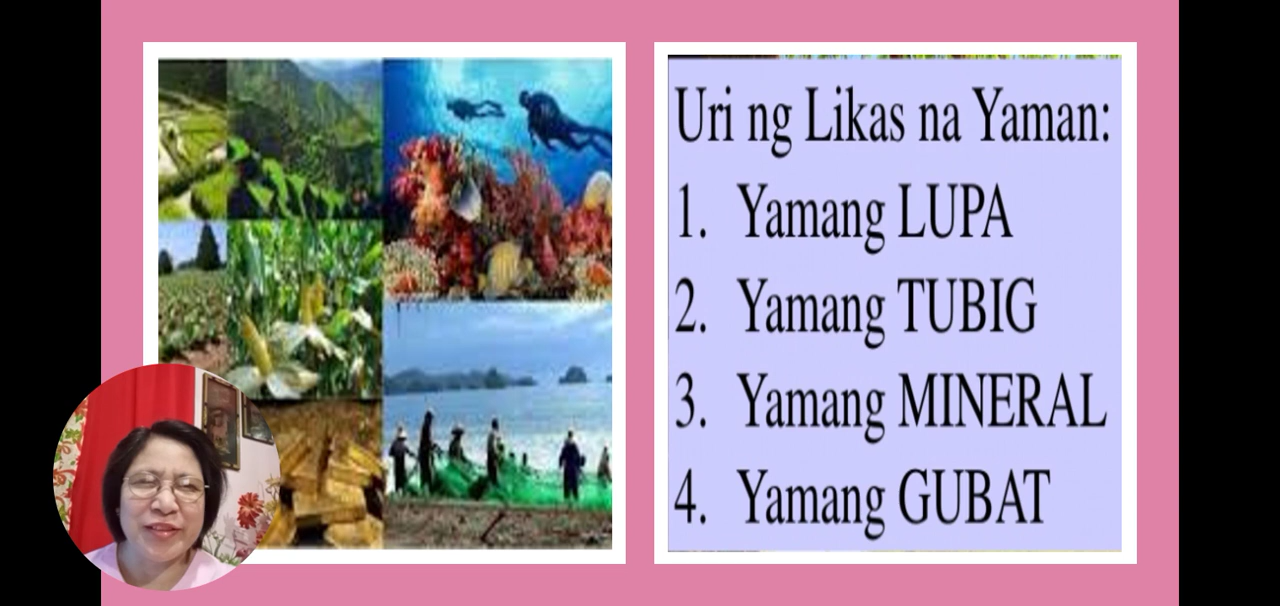 Uri ng Likas na Yaman:
1. Yamang LUPA
2. Yamang TUBIG
3. Yamang MINERAL
4. Yamang GUBAT